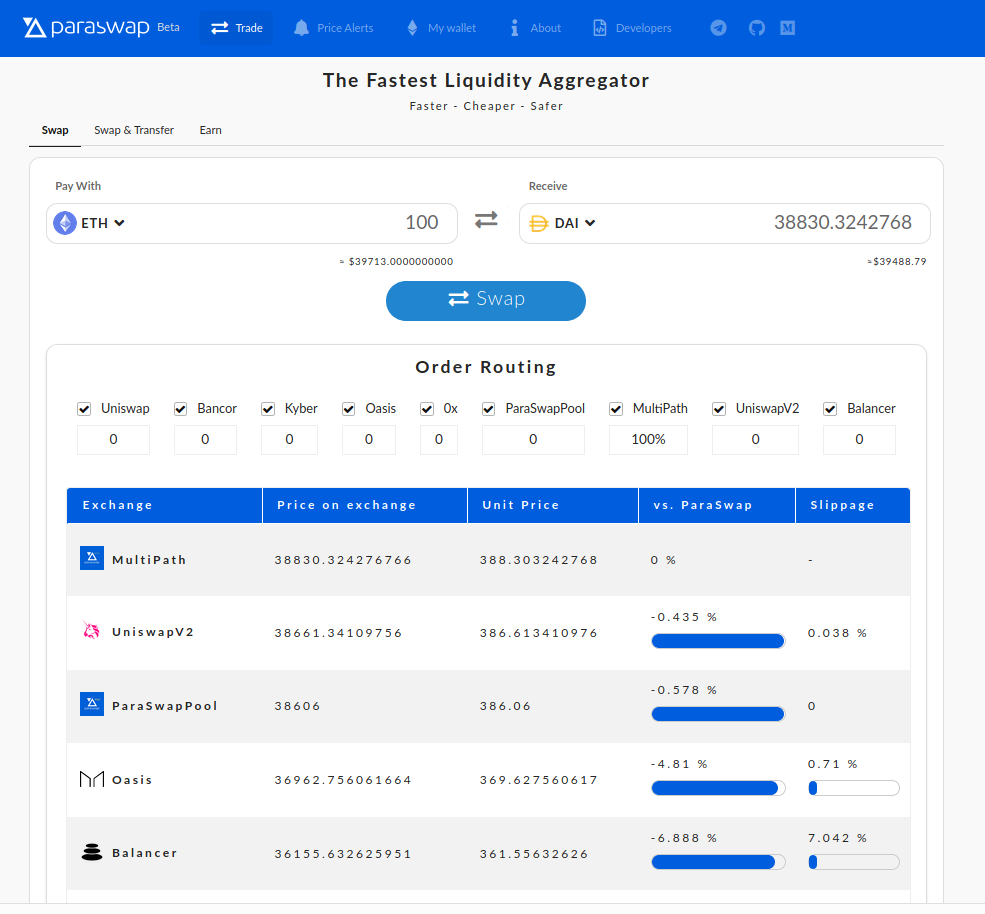 paraswap Beta Trade Price Alerts My wallet About Developers
The Fastest Liquidity Aggregator
Faster - Cheaper - Safer
Swap Swap & Transfer Earn
Pay With Receive
ETH 100 DAI 38830.3242768
≈ $39713.0000000000 ≈$39488.79
Swap
Order Routing
Uniswap Bancor Kyber Oasis 0x ParaSwapPool MultiPath UniswapV2 Balancer
0 0 0 0 0 0 100% 0 0
Exchange Price on exchange Unit Price vs. ParaSwap Slippage
MultiPath 38830.324276766 388.303242768 0 % -
UniswapV2 38661.34109756 386.613410976 -0.435 % 0.038 %
ParaSwapPool 38606 386.06 -0.578 % 0
Oasis 36962.756061664 369.627560617 -4.81 % 0.71 %
Balancer 36155.632625951 361.55632626 -6.888 % 7.042 %